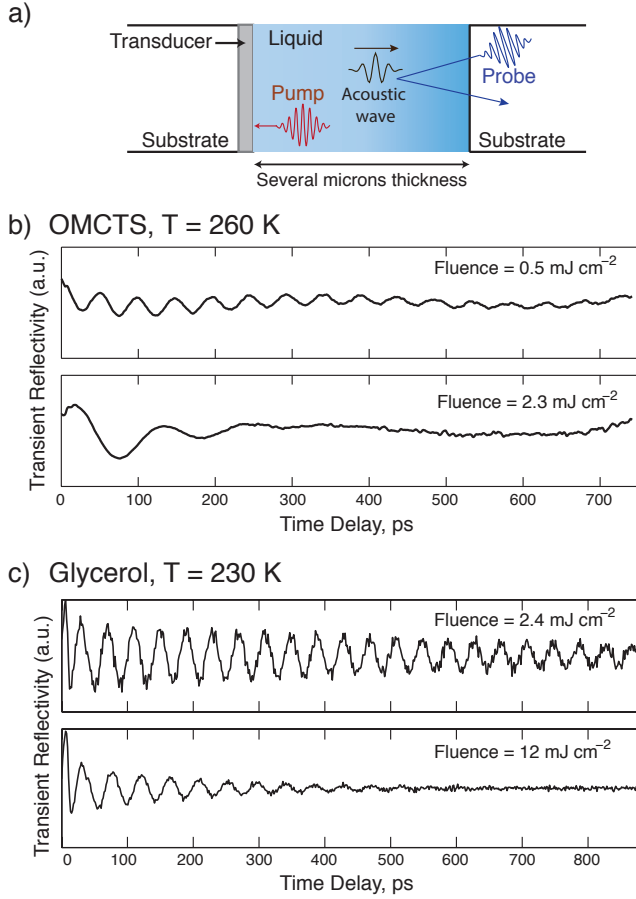 a)
Transducer
Liquid
Pump
Acoustic
wave
Probe
Substrate
Substrate
Several microns thickness
b) OMCTS, T = 260 K
Fluence = 0.5 mJ cm⁻²
Fluence = 2.3 mJ cm⁻²
Transient Reflectivity (a.u.)
0 100 200 300 400 500 600 700
Time Delay, ps
c) Glycerol, T = 230 K
Fluence = 2.4 mJ cm⁻²
Fluence = 12 mJ cm⁻²
Transient Reflectivity (a.u.)
0 100 200 300 400 500 600 700 800
Time Delay, ps